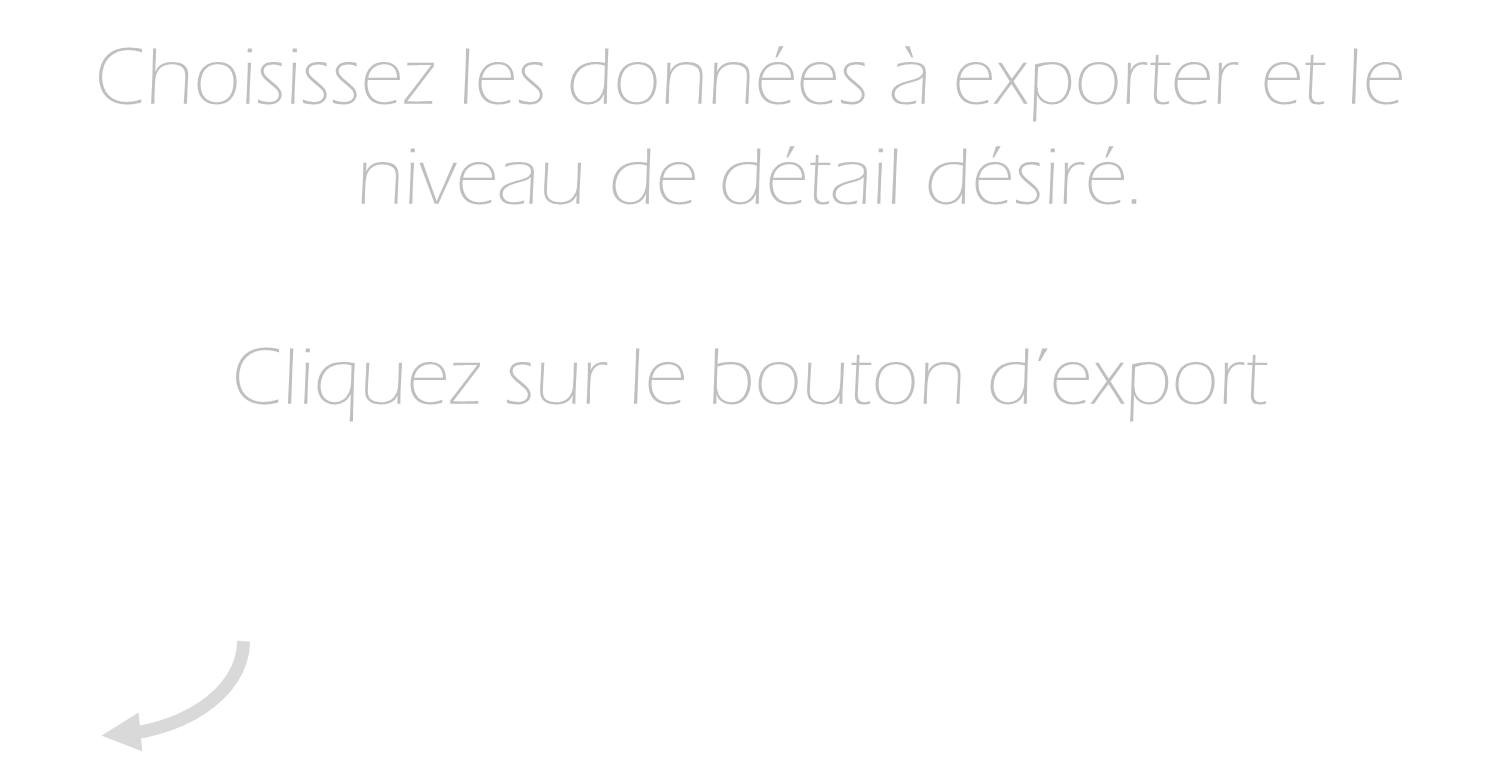 Choisissez les données à exporter et le
niveau de détail désiré.
Cliquez sur le bouton d’export